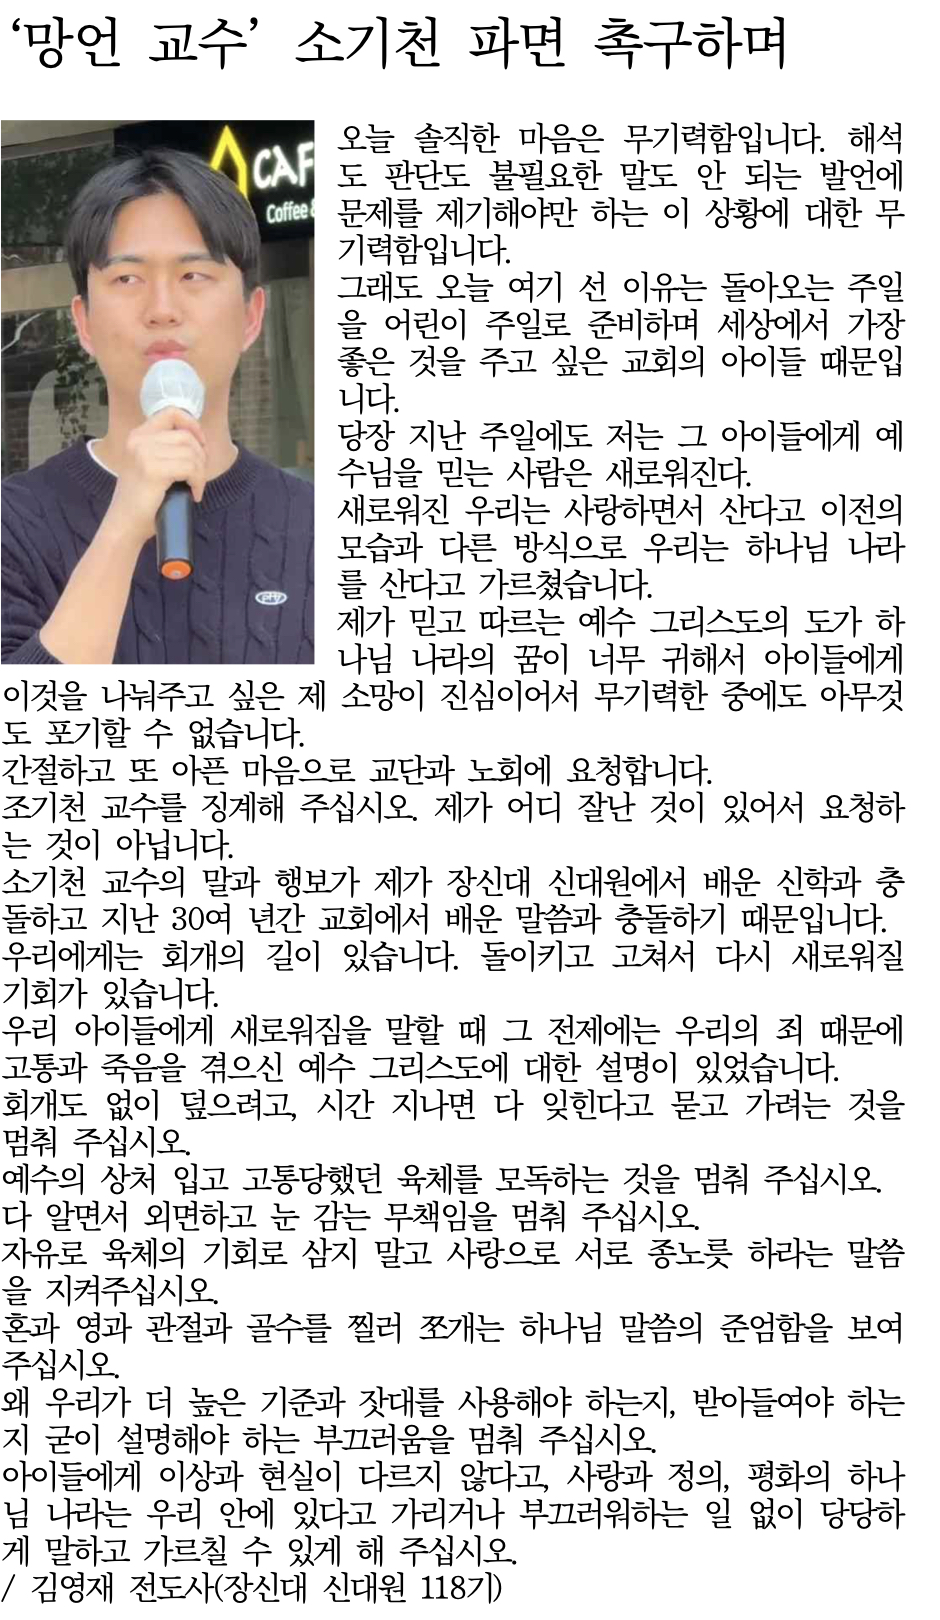 ‘망언 교수’ 소기천 파면 촉구하며
CAF
Coffee &
오늘 솔직한 마음은 무기력함입니다. 해석
도 판단도 불필요한 말도 안 되는 발언에
문제를 제기해야만 하는 이 상황에 대한 무
기력함입니다.
그래도 오늘 여기 선 이유는 돌아오는 주일
을 어린이 주일로 준비하며 세상에서 가장
좋은 것을 주고 싶은 교회의 아이들 때문입
니다.
당장 지난 주일에도 저는 그 아이들에게 예
수님을 믿는 사람은 새로워진다.
새로워진 우리는 사랑하면서 산다고 이전의
모습과 다른 방식으로 우리는 하나님 나라
를 산다고 가르쳤습니다.
제가 믿고 따르는 예수 그리스도의 도가 하
나님 나라의 꿈이 너무 귀해서 아이들에게
이것을 나눠주고 싶은 제 소망이 진심이어서 무기력한 중에도 아무것
도 포기할 수 없습니다.
간절하고 또 아픈 마음으로 교단과 노회에 요청합니다.
조기천 교수를 징계해 주십시오. 제가 어디 잘난 것이 있어서 요청하
는 것이 아닙니다.
소기천 교수의 말과 행보가 제가 장신대 신대원에서 배운 신학과 충
돌하고 지난 30여 년간 교회에서 배운 말씀과 충돌하기 때문입니다.
우리에게는 회개의 길이 있습니다. 돌이키고 고쳐서 다시 새로워질
기회가 있습니다.
우리 아이들에게 새로워짐을 말할 때 그 전제에는 우리의 죄 때문에
고통과 죽음을 겪으신 예수 그리스도에 대한 설명이 있었습니다.
회개도 없이 덮으려고, 시간 지나면 다 잊힌다고 묻고 가려는 것을
멈춰 주십시오.
예수의 상처 입고 고통당했던 육체를 모독하는 것을 멈춰 주십시오.
다 알면서 외면하고 눈 감는 무책임을 멈춰 주십시오.
자유로 육체의 기회로 삼지 말고 사랑으로 서로 종노릇 하라는 말씀
을 지켜주십시오.
혼과 영과 관절과 골수를 찔러 쪼개는 하나님 말씀의 준엄함을 보여
주십시오.
왜 우리가 더 높은 기준과 잣대를 사용해야 하는지, 받아들여야 하는
지 굳이 설명해야 하는 부끄러움을 멈춰 주십시오.
아이들에게 이상과 현실이 다르지 않다고, 사랑과 정의, 평화의 하나
님 나라는 우리 안에 있다고 가리거나 부끄러워하는 일 없이 당당하
게 말하고 가르칠 수 있게 해 주십시오.
/ 김영재 전도사(장신대 신대원 118기)